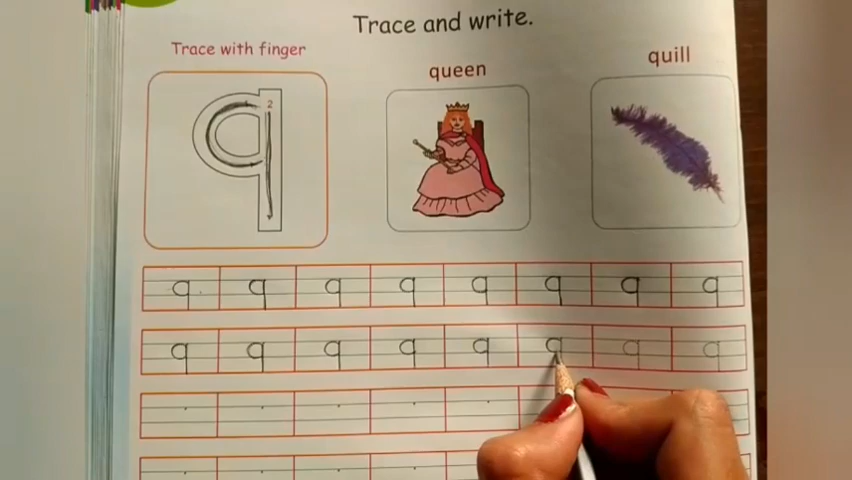 Trace and write.
Trace with finger
queen
quill
q 2
q q q q q q q q
q q q q q q q q